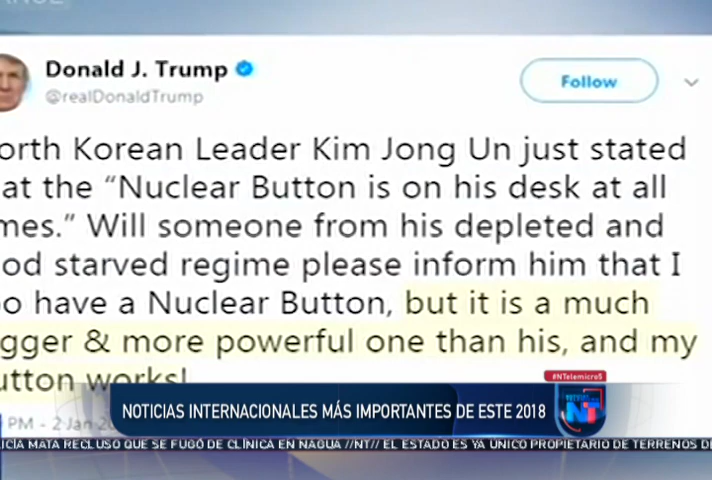 Donald J. Trump
@realDonaldTrump
Follow
orth Korean Leader Kim Jong Un just stated
at the “Nuclear Button is on his desk at all
mes.” Will someone from his depleted and
od starved regime please inform him that I
o have a Nuclear Button, but it is a much
gger & more powerful one than his, and my
utton works!
PM - 2 Jan 20
#NTelemicro5
NOTICIAS INTERNACIONALES MÁS IMPORTANTES DE ESTE 2018
NOTICIAS
NT
ICÍA MATA RECLUSO QUE SE FUGÓ DE CLÍNICA EN NAGUA //NT// EL ESTADO ES YA ÚNICO PROPIETARIO DE TERRENOS DE